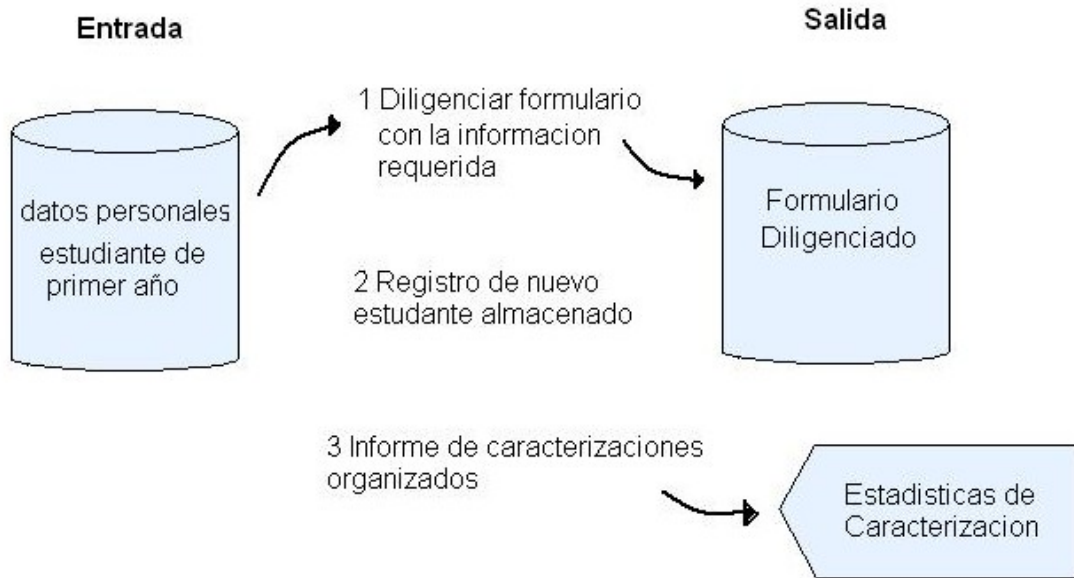 Entrada
Salida
datos personales
estudiante de
primer año
1 Diligenciar formulario
con la informacion
requerida
Formulario
Diligenciado
2 Registro de nuevo
estudante almacenado
3 Informe de caracterizaciones
organizados
Estadisticas de
Caracterizacion